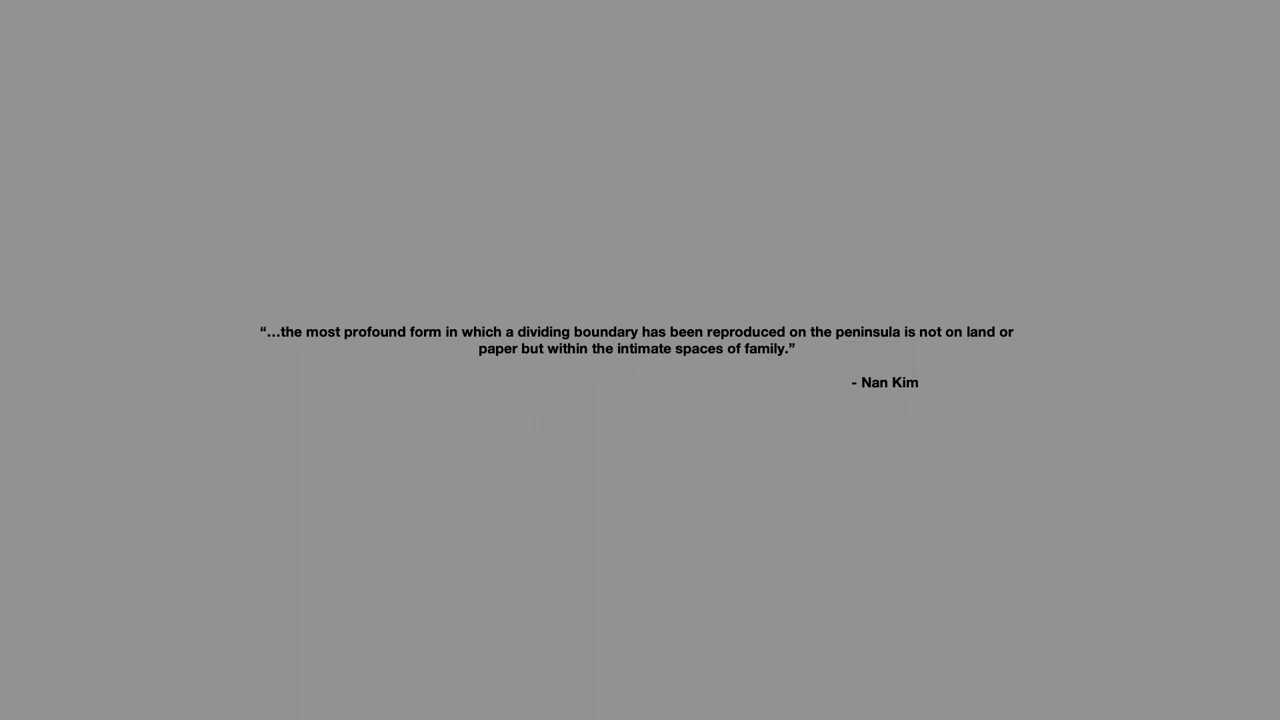 “…the most profound form in which a dividing boundary has been reproduced on the peninsula is not on land or
paper but within the intimate spaces of family.”
- Nan Kim